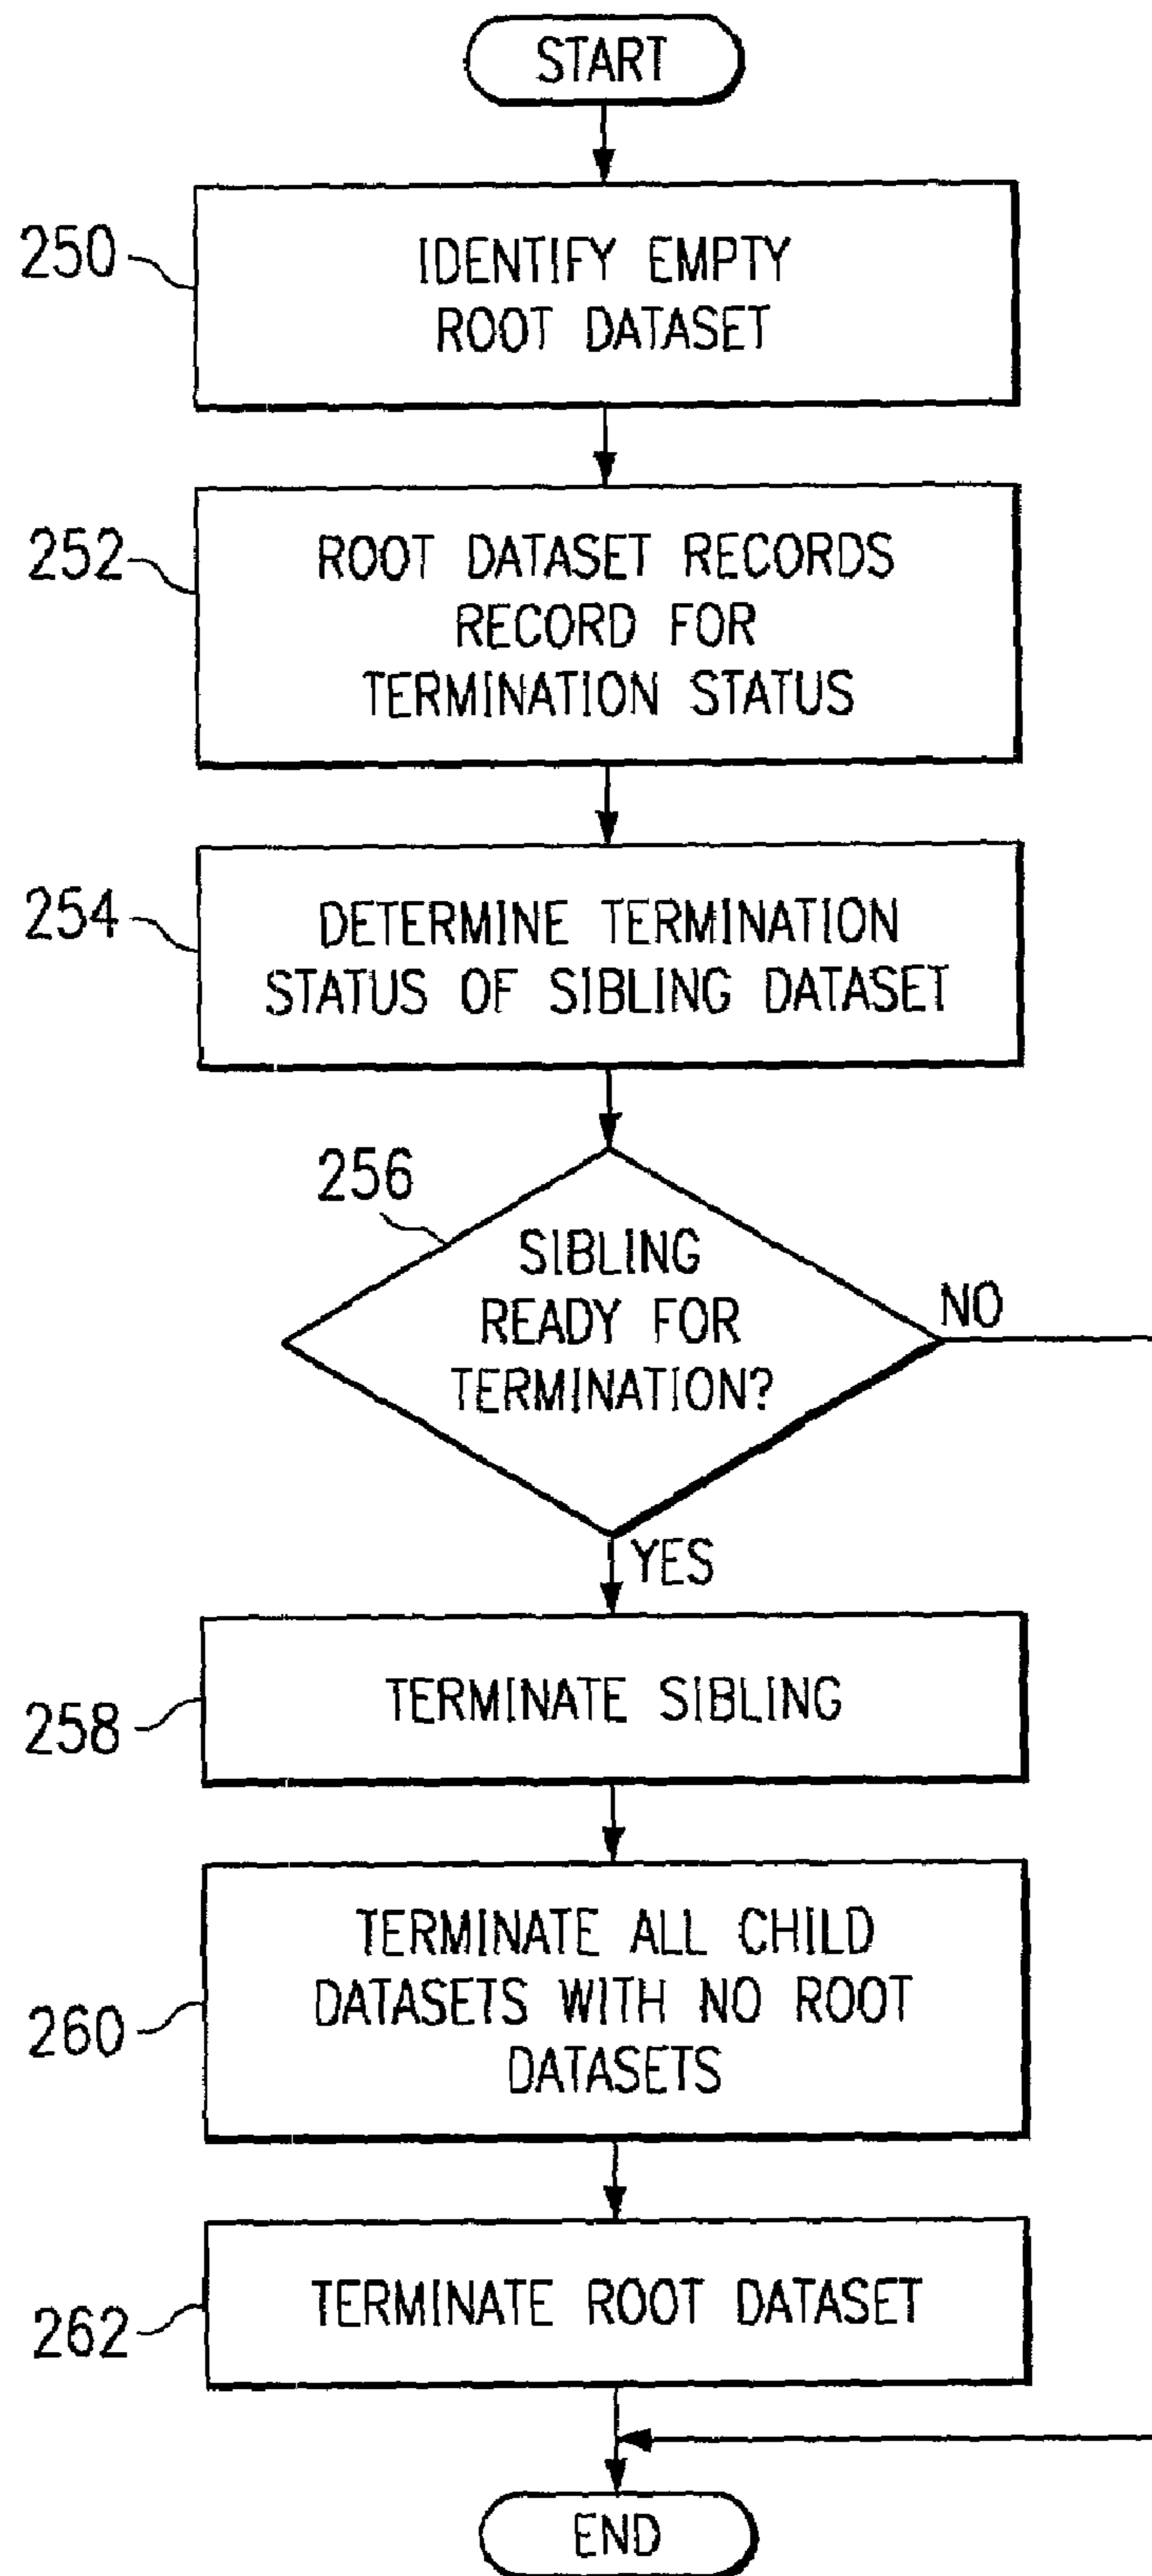 START
250
IDENTIFY EMPTY
ROOT DATASET
252
ROOT DATASET RECORDS
RECORD FOR
TERMINATION STATUS
254
DETERMINE TERMINATION
STATUS OF SIBLING DATASET
256
SIBLING
READY FOR
TERMINATION?
NO
YES
258
TERMINATE SIBLING
260
TERMINATE ALL CHILD
DATASETS WITH NO ROOT
DATASETS
262
TERMINATE ROOT DATASET
END